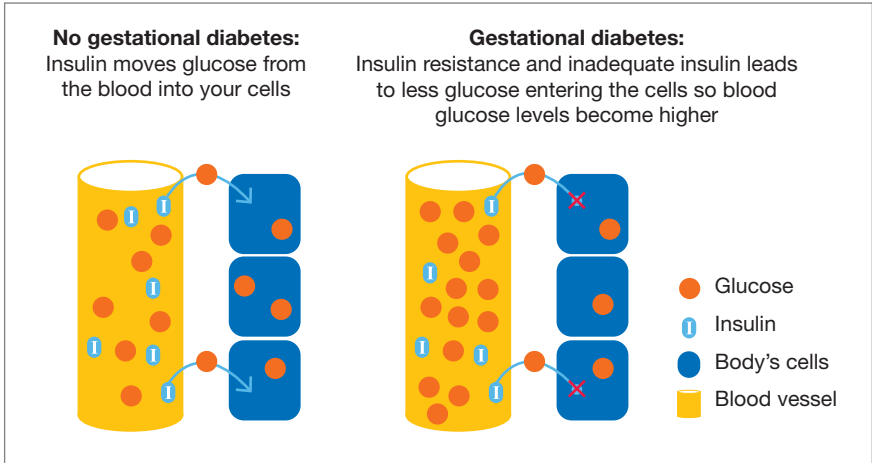 No gestational diabetes:
Insulin moves glucose from
the blood into your cells
Gestational diabetes:
Insulin resistance and inadequate insulin leads
to less glucose entering the cells so blood
glucose levels become higher
I
I
I
I
I
I
I
I
I
I
I
Glucose
I Insulin
Body's cells
Blood vessel